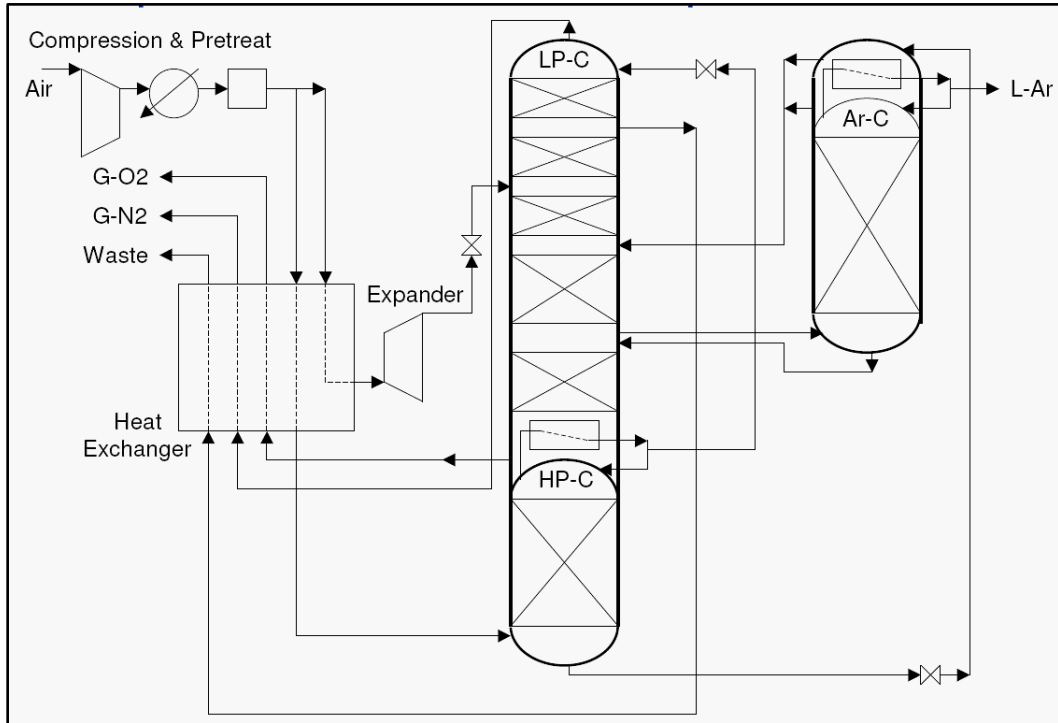 Compression & Pretreat
Air
G-O2
G-N2
Waste
Expander
Heat
Exchanger
LP-C
HP-C
Ar-C
L-Ar